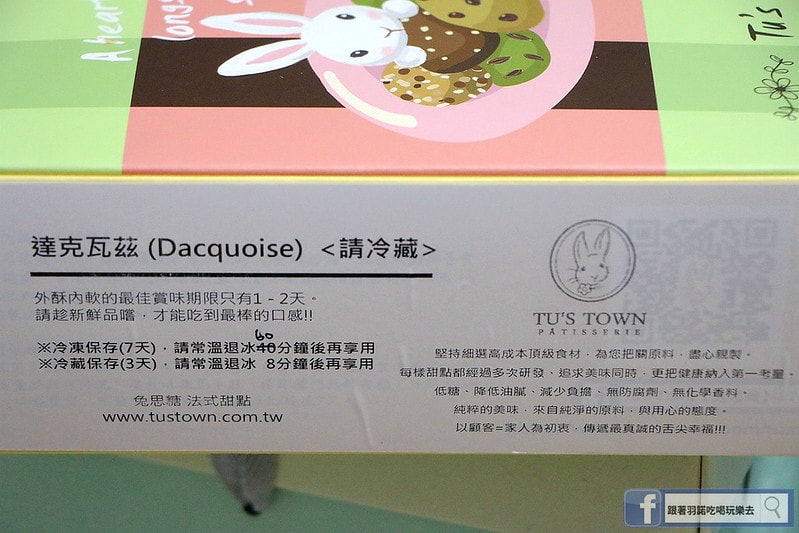 A hear
longs
Tu's
達克瓦茲 (Dacquoise) <請冷藏>
外酥內軟的最佳賞味期限只有1 - 2天。
請趁新鮮品嚐，才能吃到最棒的口感!!
60
※冷凍保存(7天)，請常溫退冰40分鐘後再享用
※冷藏保存(3天)，請常溫退冰 8分鐘後再享用
兔思糖 法式甜點
www.tustown.com.tw
TU'S TOWN
PÂTISSERIE
堅持細選高成本頂級食材，為您把關原料，盡心親製。
每樣甜點都經過多次研發、追求美味同時，更把健康納入第一考量。
低糖、降低油膩、減少負擔、無防腐劑、無化學香料。
純粹的美味，來自純淨的原料，與用心的態度。
以顧客=家人為初衷，傳遞最真誠的舌尖幸福!!!
f 跟著羽諾吃喝玩樂去